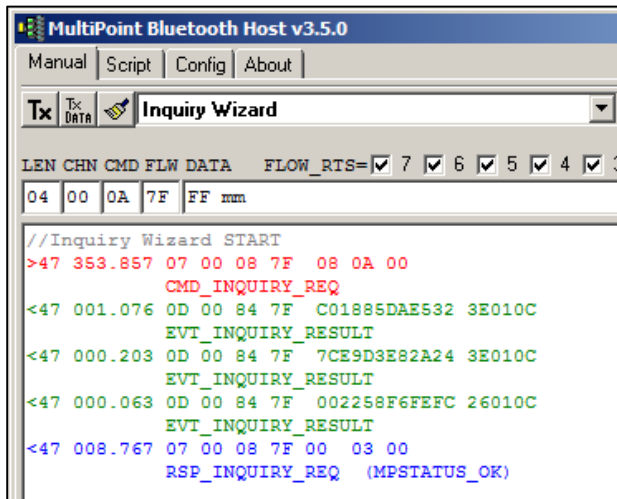 MultiPoint Bluetooth Host v3.5.0
Manual Script Config About
Tx Tx DATA Inquiry Wizard
LEN CHN CMD FLW DATA FLOW_RTS= 7 6 5 4 3
04 00 0A 7F FF mm
//Inquiry Wizard START
>47 353.857 07 00 08 7F 08 0A 00
CMD_INQUIRY_REQ
<47 001.076 0D 00 84 7F C01885DAE532 3E010C
EVT_INQUIRY_RESULT
<47 000.203 0D 00 84 7F 7CE9D3E82A24 3E010C
EVT_INQUIRY_RESULT
<47 000.063 0D 00 84 7F 002258F6FEFC 26010C
EVT_INQUIRY_RESULT
<47 008.767 07 00 08 7F 00 03 00
RSP_INQUIRY_REQ (MPSTATUS_OK)